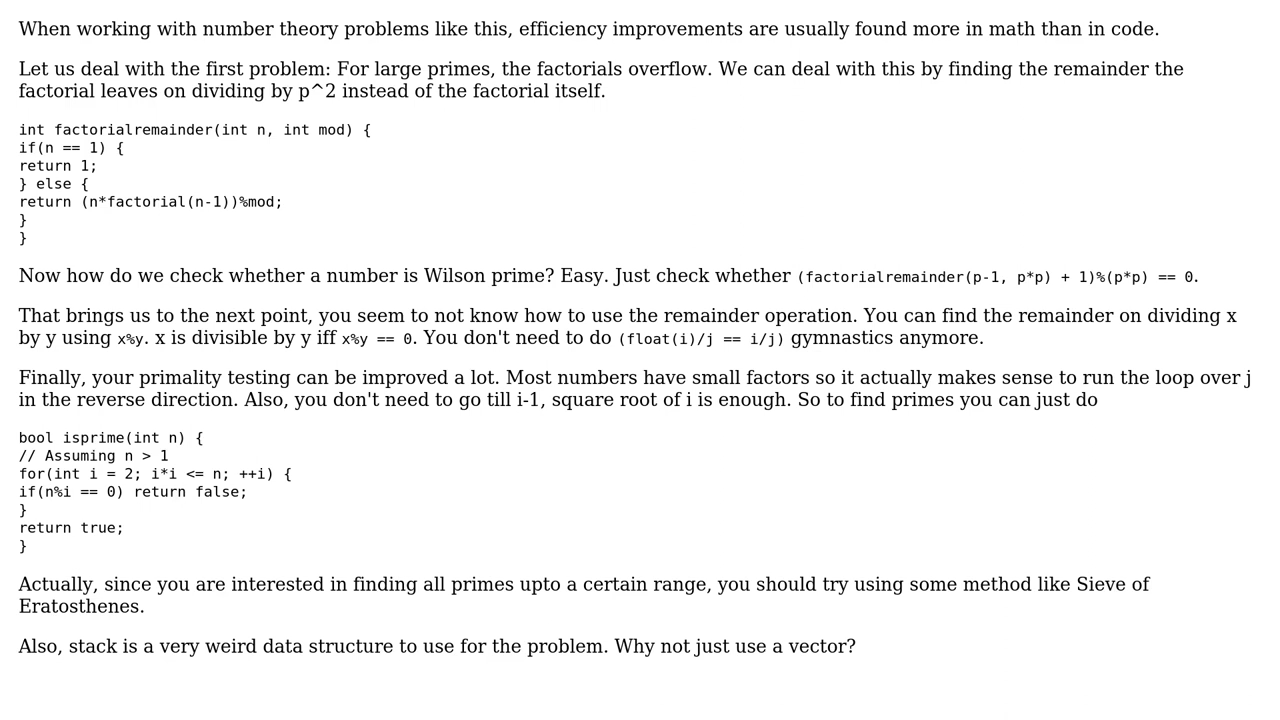 When working with number theory problems like this, efficiency improvements are usually found more in math than in code.
Let us deal with the first problem: For large primes, the factorials overflow. We can deal with this by finding the remainder the
factorial leaves on dividing by p^2 instead of the factorial itself.
int factorialremainder(int n, int mod) {
if(n == 1) {
return 1;
} else {
return (n*factorial(n-1))%mod;
}
}
Now how do we check whether a number is Wilson prime? Easy. Just check whether (factorialremainder(p-1, p*p) + 1)%(p*p) == 0.
That brings us to the next point, you seem to not know how to use the remainder operation. You can find the remainder on dividing x
by y using x%y. x is divisible by y iff x%y == 0. You don't need to do (float(i)/j == i/j) gymnastics anymore.
Finally, your primality testing can be improved a lot. Most numbers have small factors so it actually makes sense to run the loop over j
in the reverse direction. Also, you don't need to go till i-1, square root of i is enough. So to find primes you can just do
bool isprime(int n) {
// Assuming n > 1
for(int i = 2; i*i <= n; ++i) {
if(n%i == 0) return false;
}
return true;
}
Actually, since you are interested in finding all primes upto a certain range, you should try using some method like Sieve of
Eratosthenes.
Also, stack is a very weird data structure to use for the problem. Why not just use a vector?